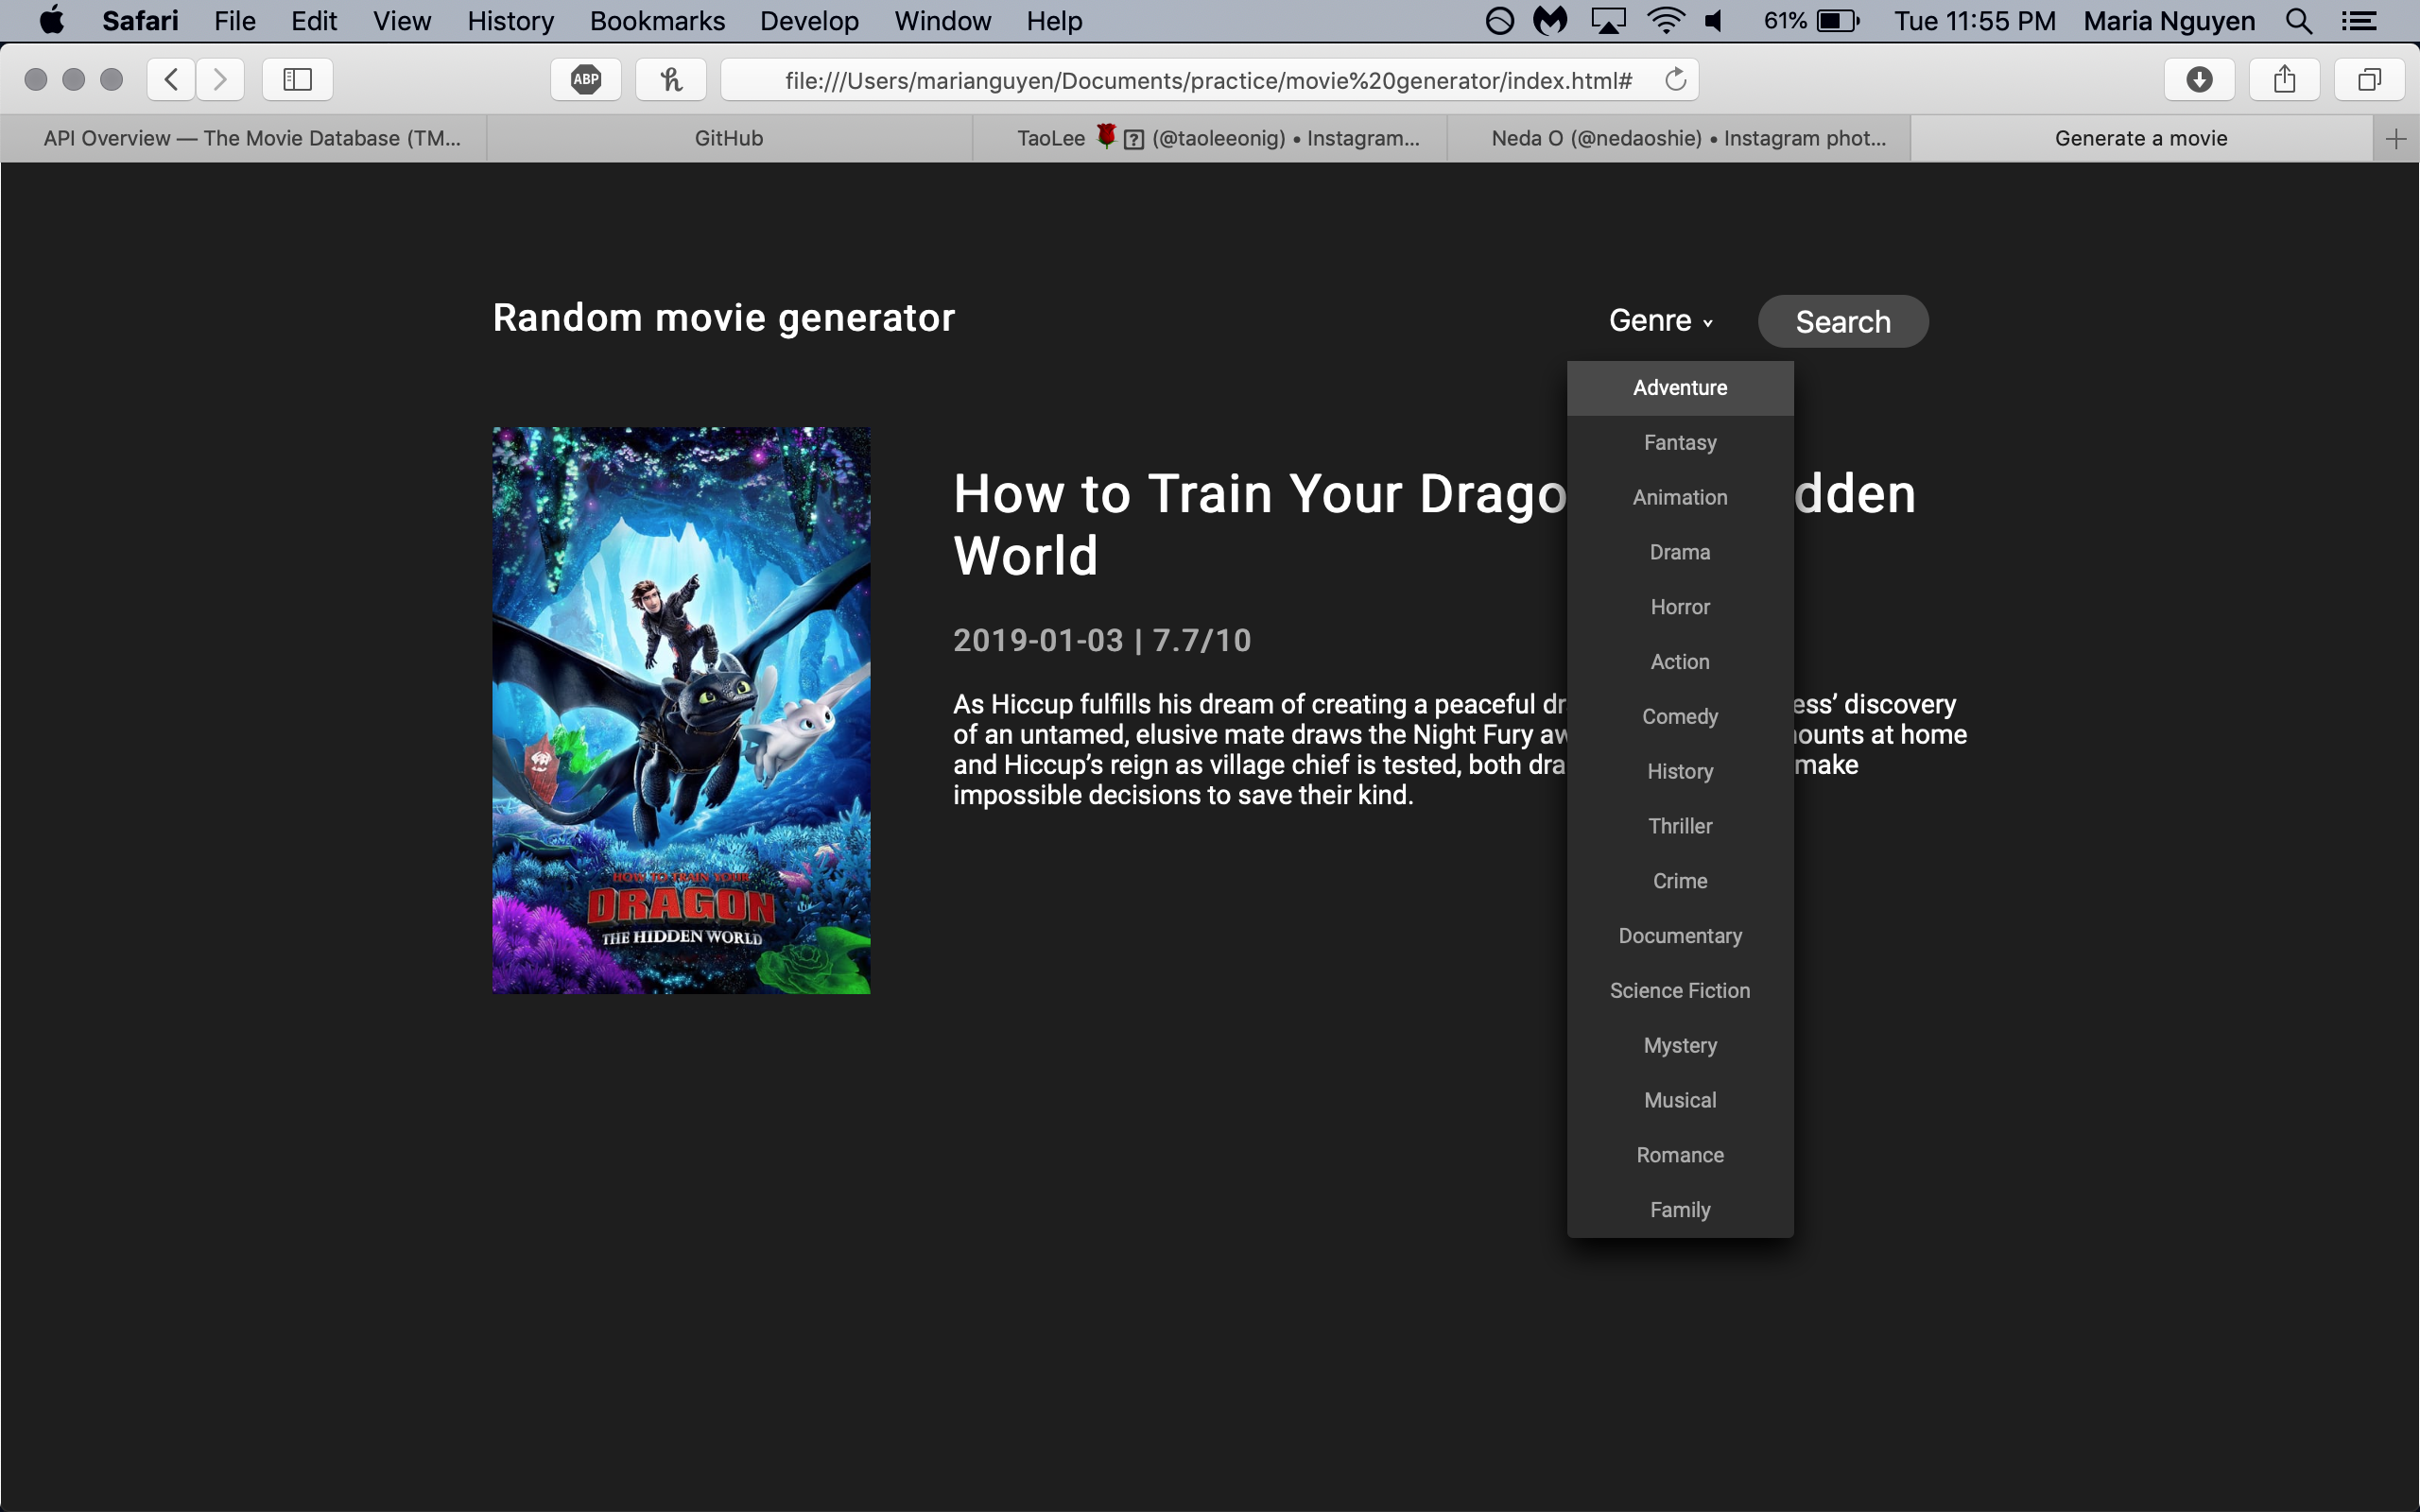 Safari File Edit View History Bookmarks Develop Window Help 61% Tue 11:55 PM Maria Nguyen
ABP file:///Users/marianguyen/Documents/practice/movie%20generator/index.html#
API Overview — The Movie Database (TM... GitHub TaoLee 🌹 (@taoleeonig) • Instagram... Neda O (@nedaoshie) • Instagram phot... Generate a movie
Random movie generator
Genre
Search
How to Train Your Drago dden
World
2019-01-03 | 7.7/10
As Hiccup fulfills his dream of creating a peaceful dr ess’ discovery
of an untamed, elusive mate draws the Night Fury aw ounts at home
and Hiccup’s reign as village chief is tested, both dra make
impossible decisions to save their kind.
Adventure
Fantasy
Animation
Drama
Horror
Action
Comedy
History
Thriller
Crime
Documentary
Science Fiction
Mystery
Musical
Romance
Family
HOW TO TRAIN YOUR
DRAGON
THE HIDDEN WORLD